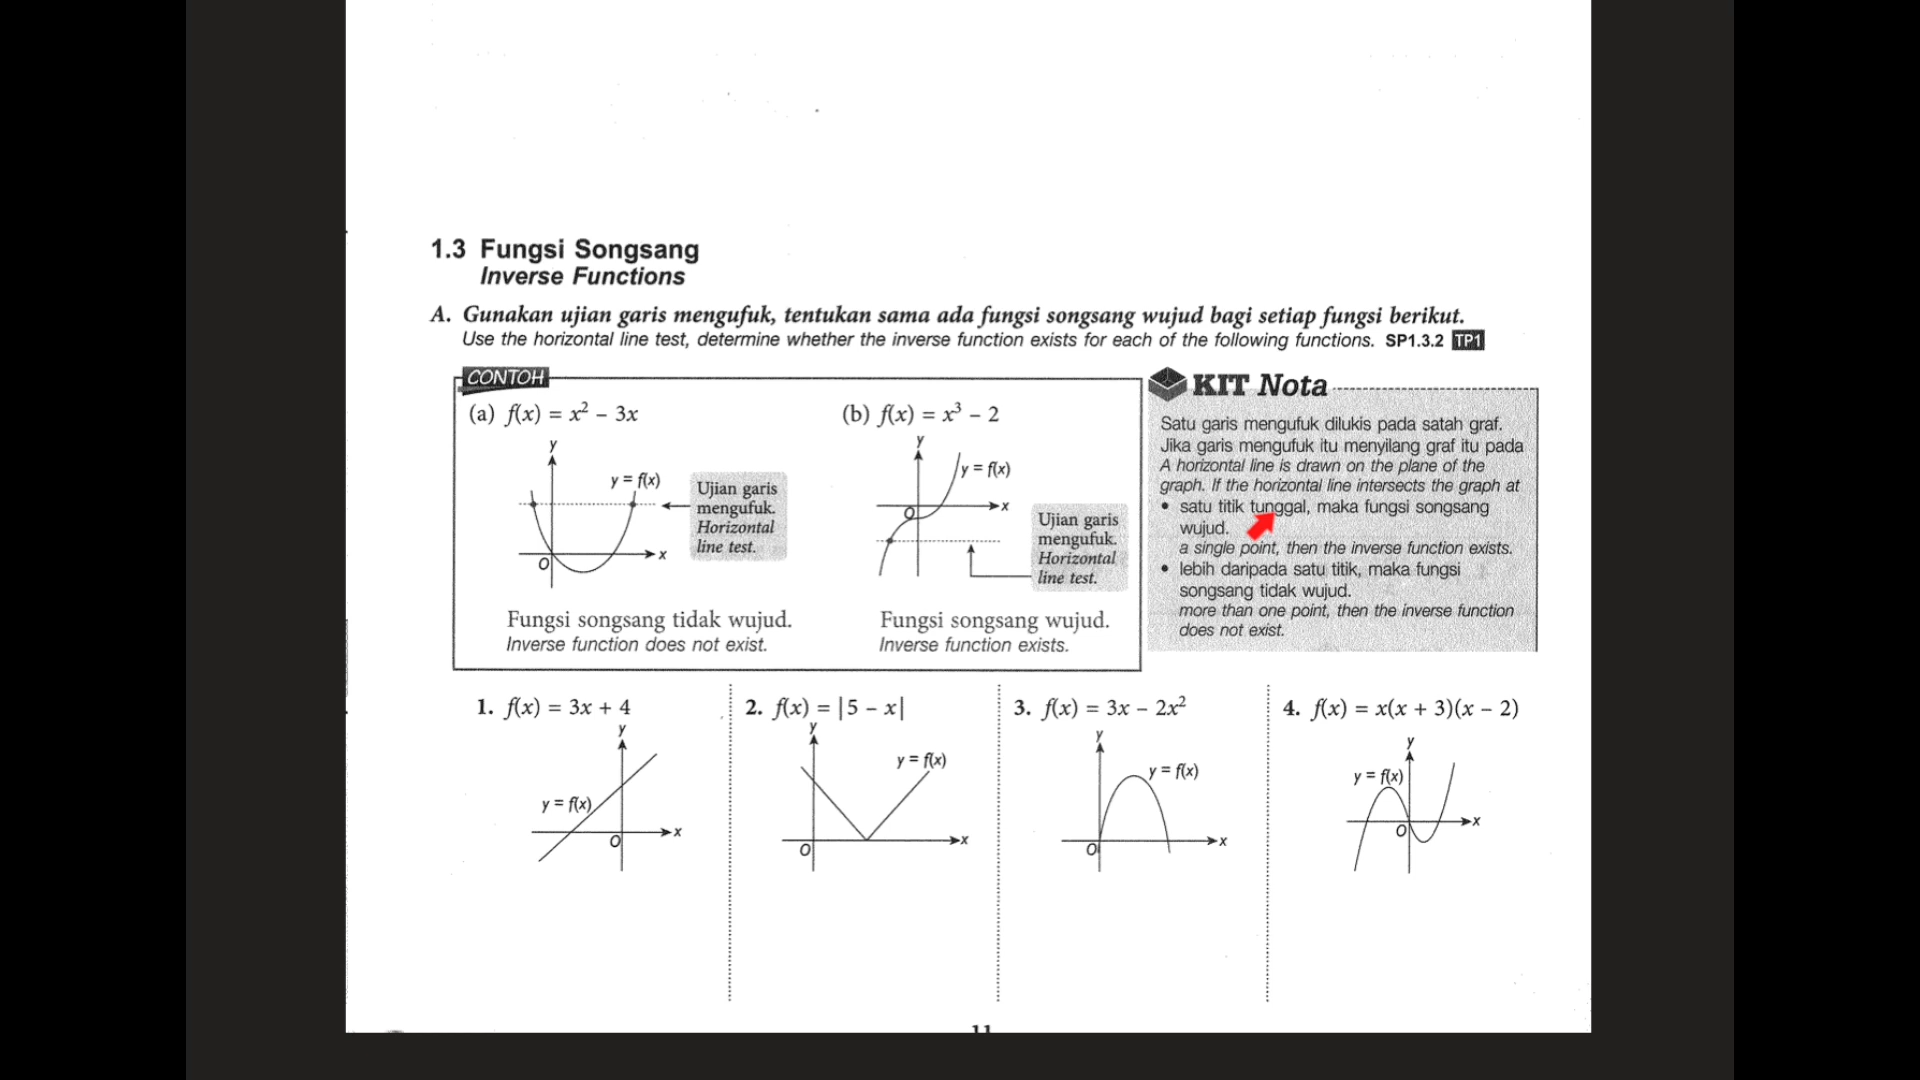 1.3 Fungsi Songsang
Inverse Functions
A. Gunakan ujian garis mengufuk, tentukan sama ada fungsi songsang wujud bagi setiap fungsi berikut.
Use the horizontal line test, determine whether the inverse function exists for each of the following functions. SP1.3.2 TP1
CONTOH
(a) f(x) = x² – 3x
y
y = f(x)
Ujian garis
mengufuk.
Horizontal
line test.
x
O
Fungsi songsang tidak wujud.
Inverse function does not exist.
(b) f(x) = x³ – 2
y
y = f(x)
x
O
Ujian garis
mengufuk.
Horizontal
line test.
Fungsi songsang wujud.
Inverse function exists.
KIT Nota
Satu garis mengufuk dilukis pada satah graf.
Jika garis mengufuk itu menyilang graf itu pada
A horizontal line is drawn on the plane of the
graph. If the horizontal line intersects the graph at
• satu titik tunggal, maka fungsi songsang
wujud.
a single point, then the inverse function exists.
• lebih daripada satu titik, maka fungsi
songsang tidak wujud.
more than one point, then the inverse function
does not exist.
1. f(x) = 3x + 4
y
y = f(x)
x
O
2. f(x) = |5 – x|
y
y = f(x)
x
O
3. f(x) = 3x – 2x²
y
y = f(x)
x
O
4. f(x) = x(x + 3)(x – 2)
y
y = f(x)
x
O
11